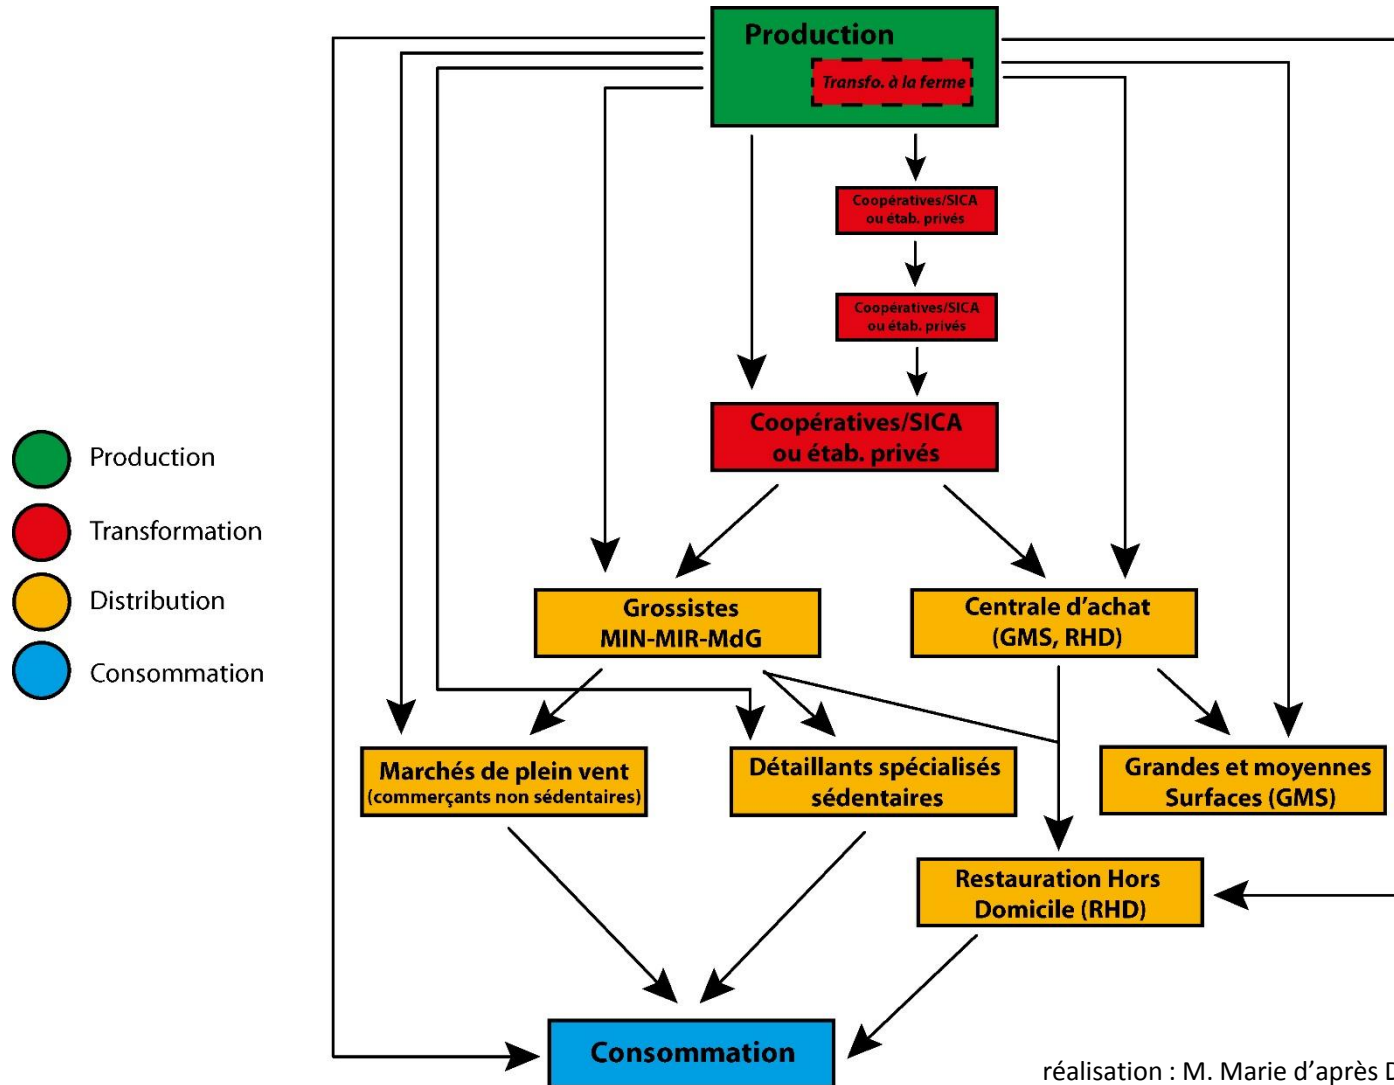 Production
Transfo. à la ferme
Coopératives/SICA
ou étab. privés
Coopératives/SICA
ou étab. privés
Coopératives/SICA
ou étab. privés
Production
Transformation
Distribution
Consommation
Grossistes
MIN-MIR-MdG
Centrale d'achat
(GMS, RHD)
Marchés de plein vent
(commerçants non sédentaires)
Détaillants spécialisés
sédentaires
Grandes et moyennes
Surfaces (GMS)
Restauration Hors
Domicile (RHD)
Consommation
réalisation : M. Marie d’après D